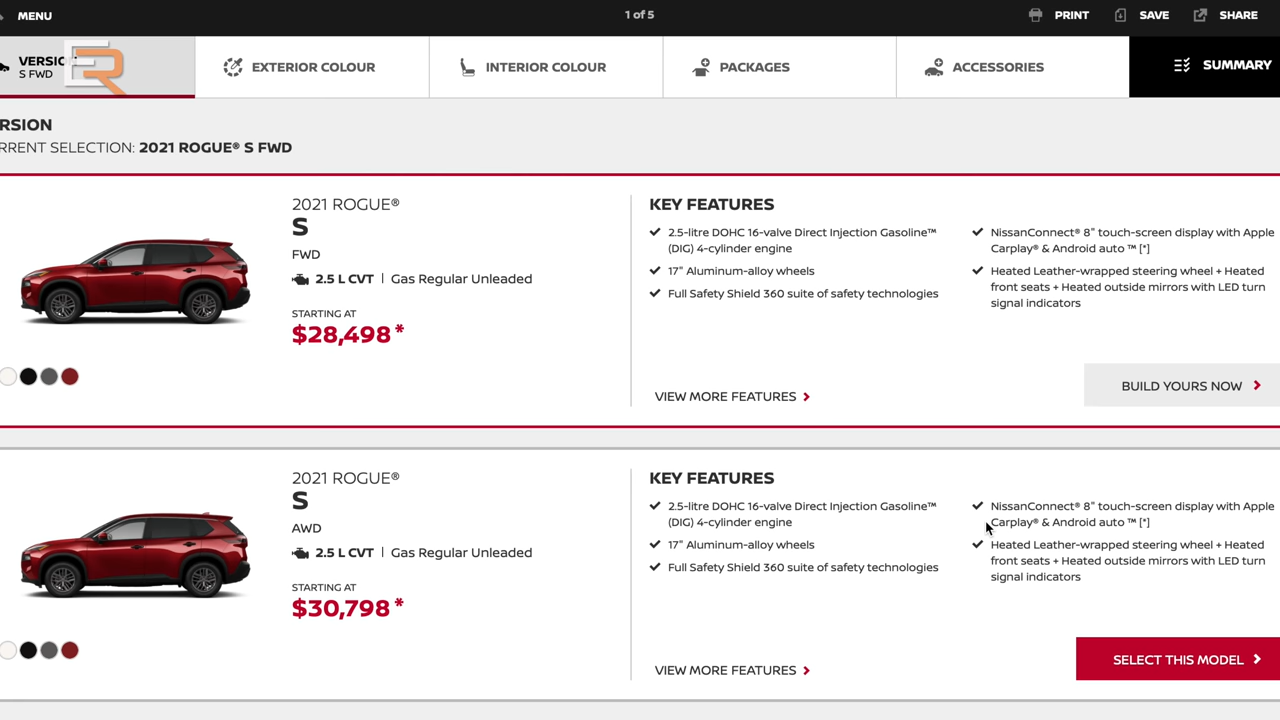 MENU
1 of 5
PRINT
SAVE
SHARE
VERSIO
S FWD
ER
EXTERIOR COLOUR
INTERIOR COLOUR
PACKAGES
ACCESSORIES
SUMMARY
RSION
RRENT SELECTION: 2021 ROGUE® S FWD
2021 ROGUE®
S
FWD
2.5 L CVT | Gas Regular Unleaded
STARTING AT
$28,498*
KEY FEATURES
2.5-litre DOHC 16-valve Direct Injection Gasoline™
(DIG) 4-cylinder engine
17" Aluminum-alloy wheels
Full Safety Shield 360 suite of safety technologies
NissanConnect® 8" touch-screen display with Apple
Carplay® & Android auto ™ [*]
Heated Leather-wrapped steering wheel + Heated
front seats + Heated outside mirrors with LED turn
signal indicators
VIEW MORE FEATURES
BUILD YOURS NOW
2021 ROGUE®
S
AWD
2.5 L CVT | Gas Regular Unleaded
STARTING AT
$30,798*
KEY FEATURES
2.5-litre DOHC 16-valve Direct Injection Gasoline™
(DIG) 4-cylinder engine
17" Aluminum-alloy wheels
Full Safety Shield 360 suite of safety technologies
NissanConnect® 8" touch-screen display with Apple
Carplay® & Android auto ™ [*]
Heated Leather-wrapped steering wheel + Heated
front seats + Heated outside mirrors with LED turn
signal indicators
VIEW MORE FEATURES
SELECT THIS MODEL